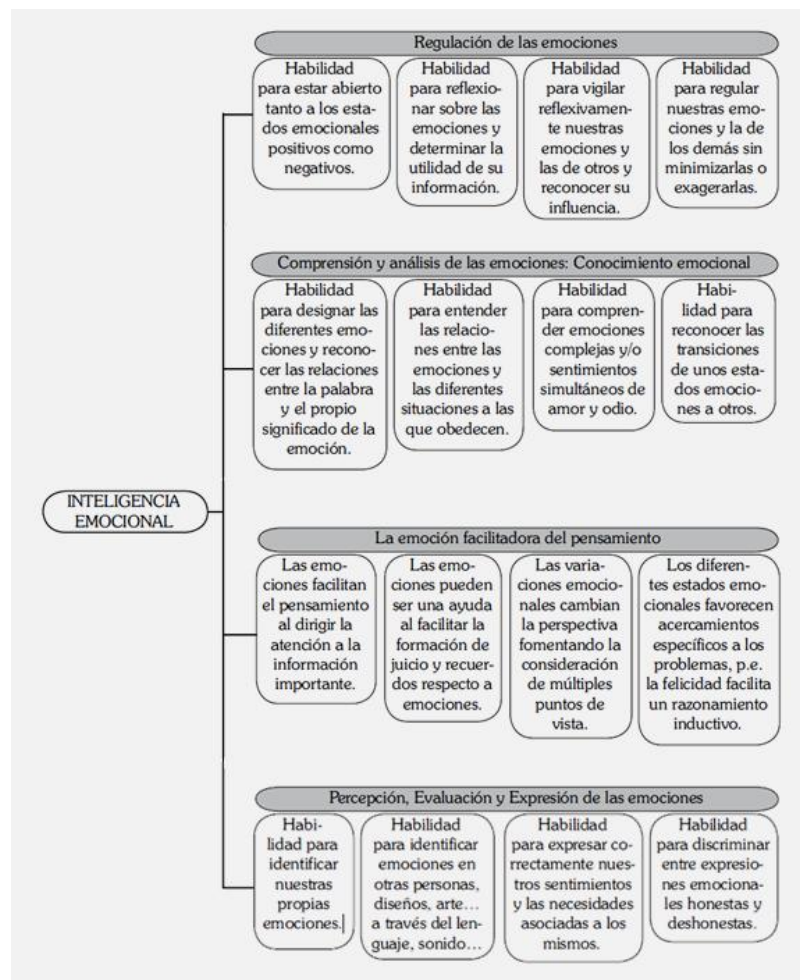 Regulación de las emociones
Habilidad
para estar abierto
tanto a los esta-
dos emocionales
positivos como
negativos.
Habilidad
para reflexio-
nar sobre las
emociones y
determinar la
utilidad de su
información.
Habilidad
para vigilar
reflexivamen-
te nuestras
emociones y
las de otros y
reconocer su
influencia.
Habilidad
para regular
nuestras emo-
ciones y la de
los demás sin
minimizarlas o
exagerarlas.
Comprensión y análisis de las emociones: Conocimiento emocional
Habilidad
para designar las
diferentes emo-
ciones y recono-
cer las relaciones
entre la palabra
y el propio
significado de la
emoción.
Habilidad
para entender
las relacio-
nes entre las
emociones y
las diferentes
situaciones a las
que obedecen.
Habilidad
para compren-
der emociones
complejas y/o
sentimientos
simultáneos de
amor y odio.
Habi-
lidad para
reconocer las
transiciones
de unos esta-
dos emocio-
nes a otros.
INTELIGENCIA
EMOCIONAL
La emoción facilitadora del pensamiento
Las emo-
ciones facilitan
el pensamiento
al dirigir la
atención a la
información
importante.
Las emo-
ciones pueden
ser una ayuda
al facilitar la
formación de
juicio y recuer-
dos respecto a
emociones.
Las varia-
ciones emocio-
nales cambian
la perspectiva
fomentando la
consideración
de múltiples
puntos de
vista.
Los diferen-
tes estados emo-
cionales favorecen
acercamientos
específicos a los
problemas, p.e.
la felicidad facilita
un razonamiento
inductivo.
Percepción, Evaluación y Expresión de las emociones
Habi-
lidad para
identificar
nuestras
propias
emociones.
Habilidad
para identificar
emociones en
otras personas,
diseños, arte…
a través del len-
guaje, sonido…
Habilidad
para expresar co-
rrectamente nues-
tros sentimientos
y las necesidades
asociadas a los
mismos.
Habilidad
para discriminar
entre expresio-
nes emociona-
les honestas y
deshonestas.